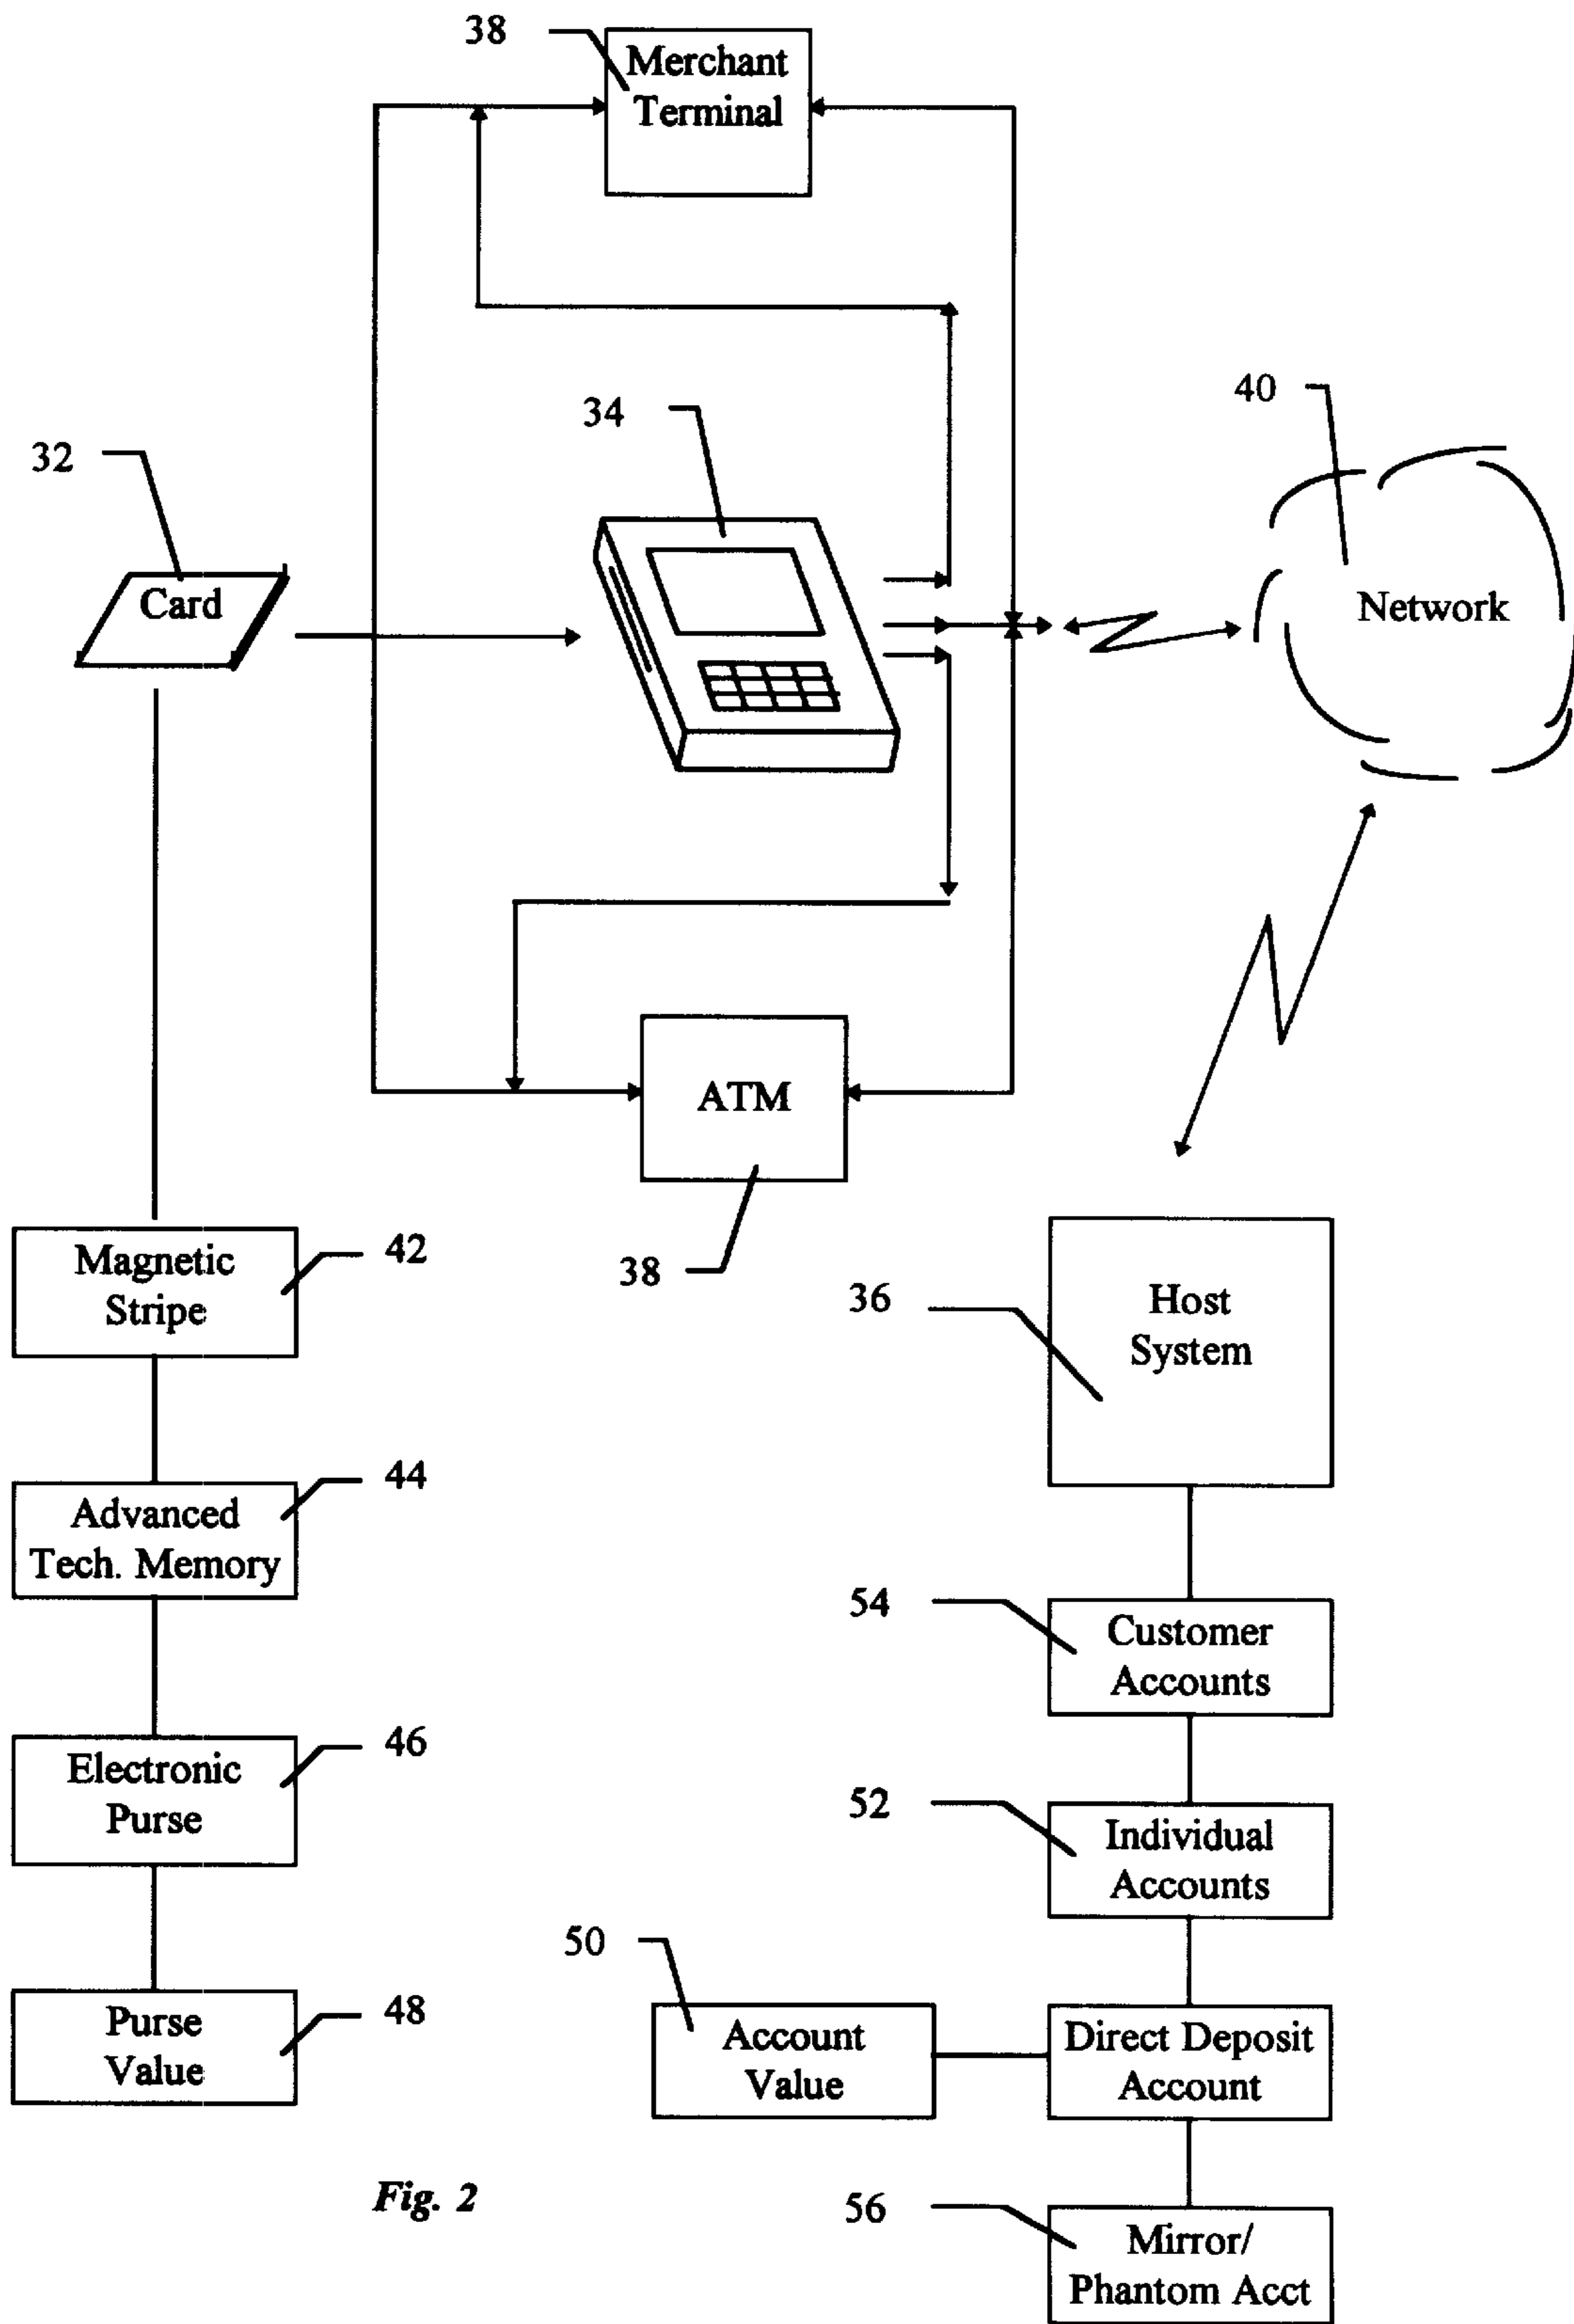 38
Merchant
Terminal
34
40
32
Card
Network
ATM
38
Magnetic
Stripe
42
36
Host
System
44
Advanced
Tech. Memory
54
Customer
Accounts
46
Electronic
Purse
52
Individual
Accounts
50
Account
Value
Direct Deposit
Account
48
Purse
Value
Fig. 2
56
Mirror/
Phantom Acct